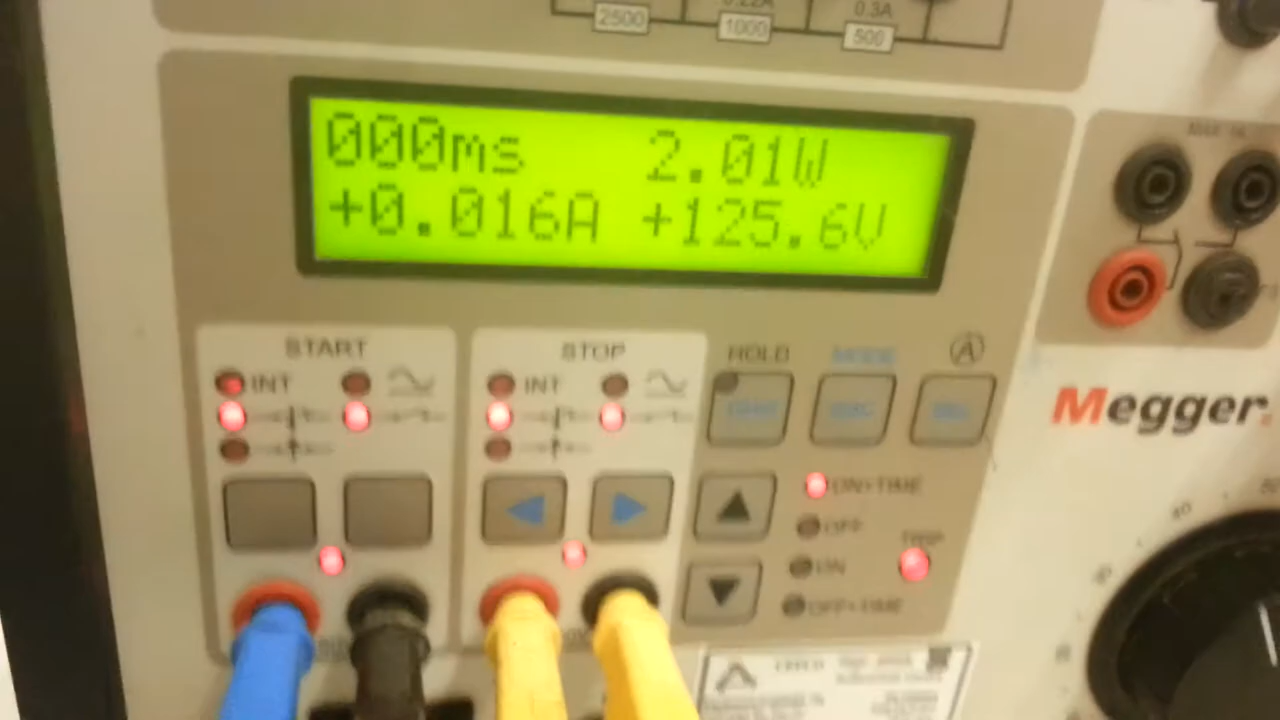 0.3A
2500
1000
500
000ms 2.01W
+0.016A +125.6V
START
STOP
HOLD
MODE
A
INT
INT
Megger
ON+TIME
OFF
TRIP
ON
OFF+TIME
40